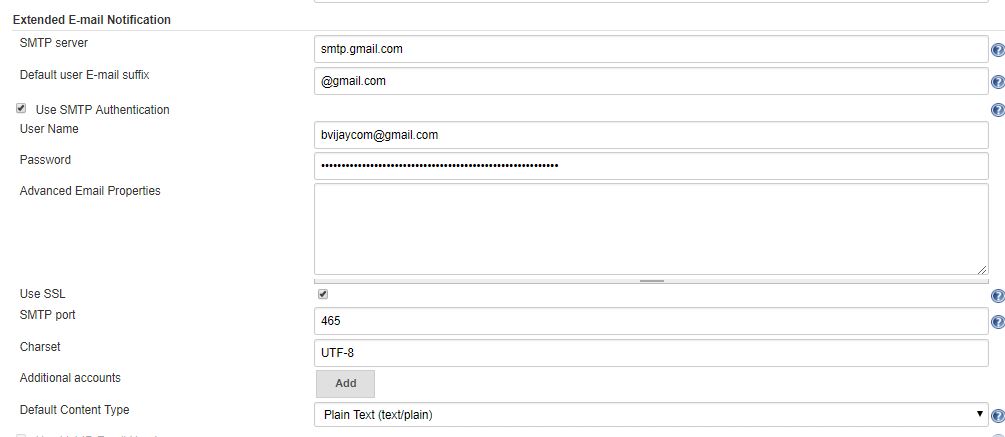 Extended E-mail Notification
SMTP server
smtp.gmail.com
Default user E-mail suffix
@gmail.com
Use SMTP Authentication
User Name
bvijaycom@gmail.com
Password
Advanced Email Properties
Use SSL
SMTP port
465
Charset
UTF-8
Additional accounts
Add
Default Content Type
Plain Text (text/plain)